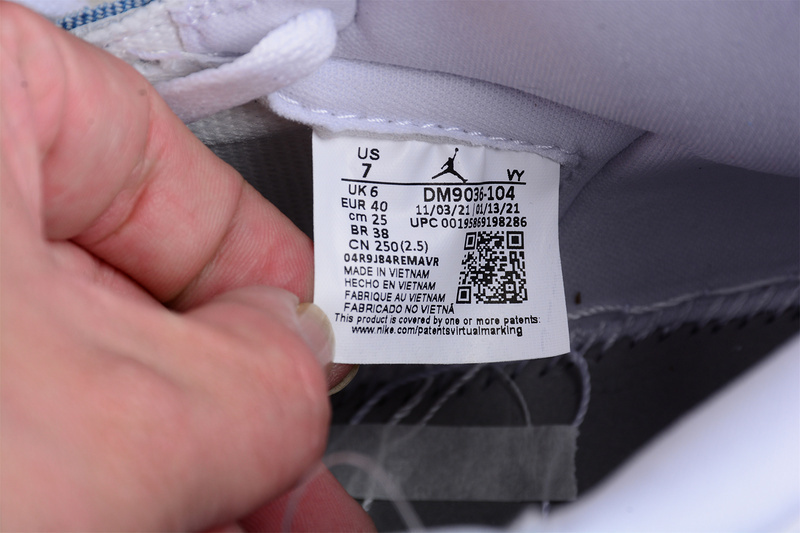 US
7
VY
UK 6
EUR 40
cm 25
BR 38
CN 250(2.5)
DM9036-104
11/03/21 01/13/21
UPC 00195869198286
04R9J84REMAVR
MADE IN VIETNAM
HECHO EN VIETNAM
FABRIQUE AU VIETNAM
FABRICADO NO VIETNÃ
This product is covered by one or more patents:
www.nike.com/patentsvirtualmarking